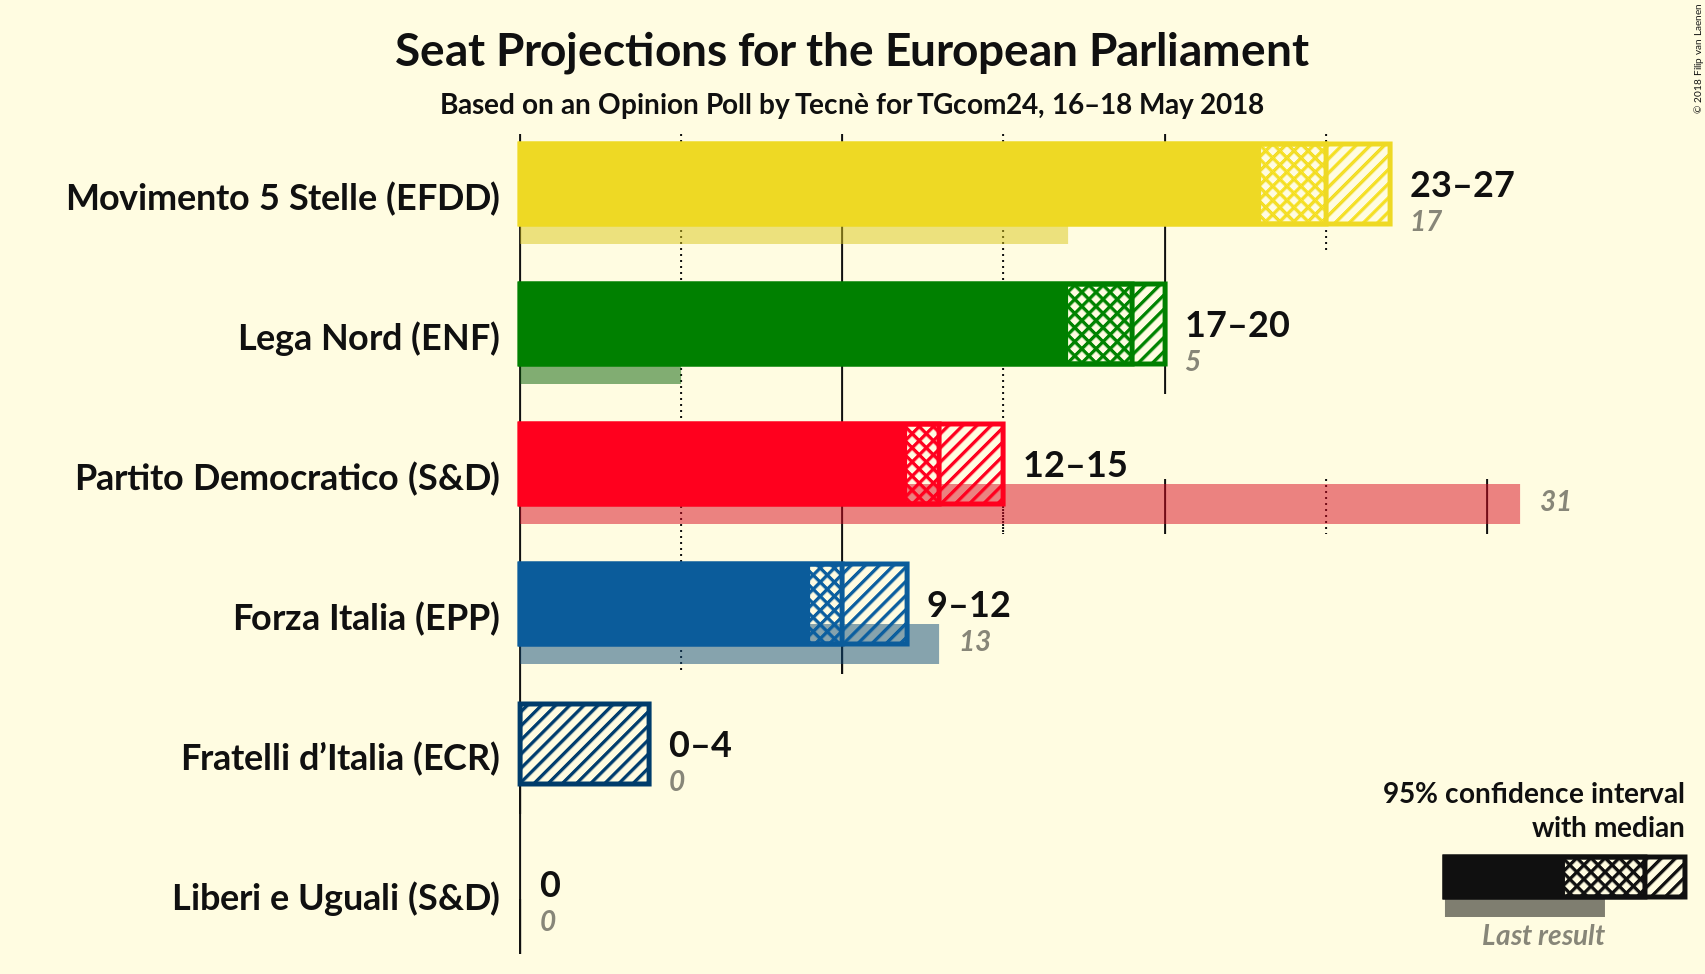 Seat Projections for the European Parliament
Based on an Opinion Poll by Tecnè for TGcom24, 16–18 May 2018
© 2018 Filip van Laenen
Movimento 5 Stelle (EFDD)
23–27
17
Lega Nord (ENF)
17–20
5
Partito Democratico (S&D)
12–15
31
Forza Italia (EPP)
9–12
13
Fratelli d’Italia (ECR)
0–4
0
Liberi e Uguali (S&D)
0
0
95% confidence interval
with median
Last result